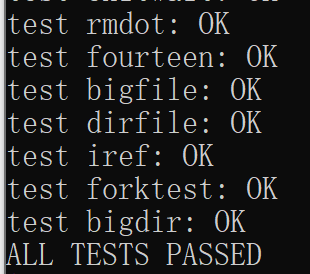 test rmdot: OK
test fourteen: OK
test bigfile: OK
test dirfile: OK
test iref: OK
test forktest: OK
test bigdir: OK
ALL TESTS PASSED